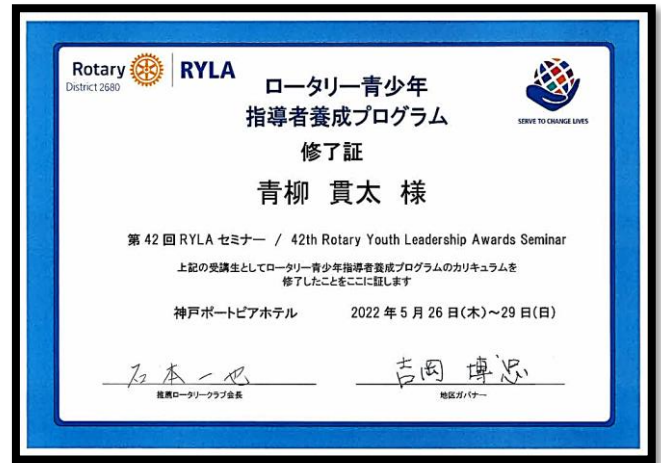 Rotary RYLA
District 2680
SERVE TO CHANGE LIVES
ロータリー青少年
指導者養成プログラム
修了証
青柳 貫太 様
第 42 回 RYLA セミナー / 42th Rotary Youth Leadership Awards Seminar
上記の受講生としてロータリー青少年指導者養成プログラムのカリキュラムを
修了したことをここに証します
神戸ポートピアホテル 2022 年 5 月 26 日(木)~29 日(日)
石本一也 吉岡博忠
推薦ロータリークラブ会長 地区ガバナー